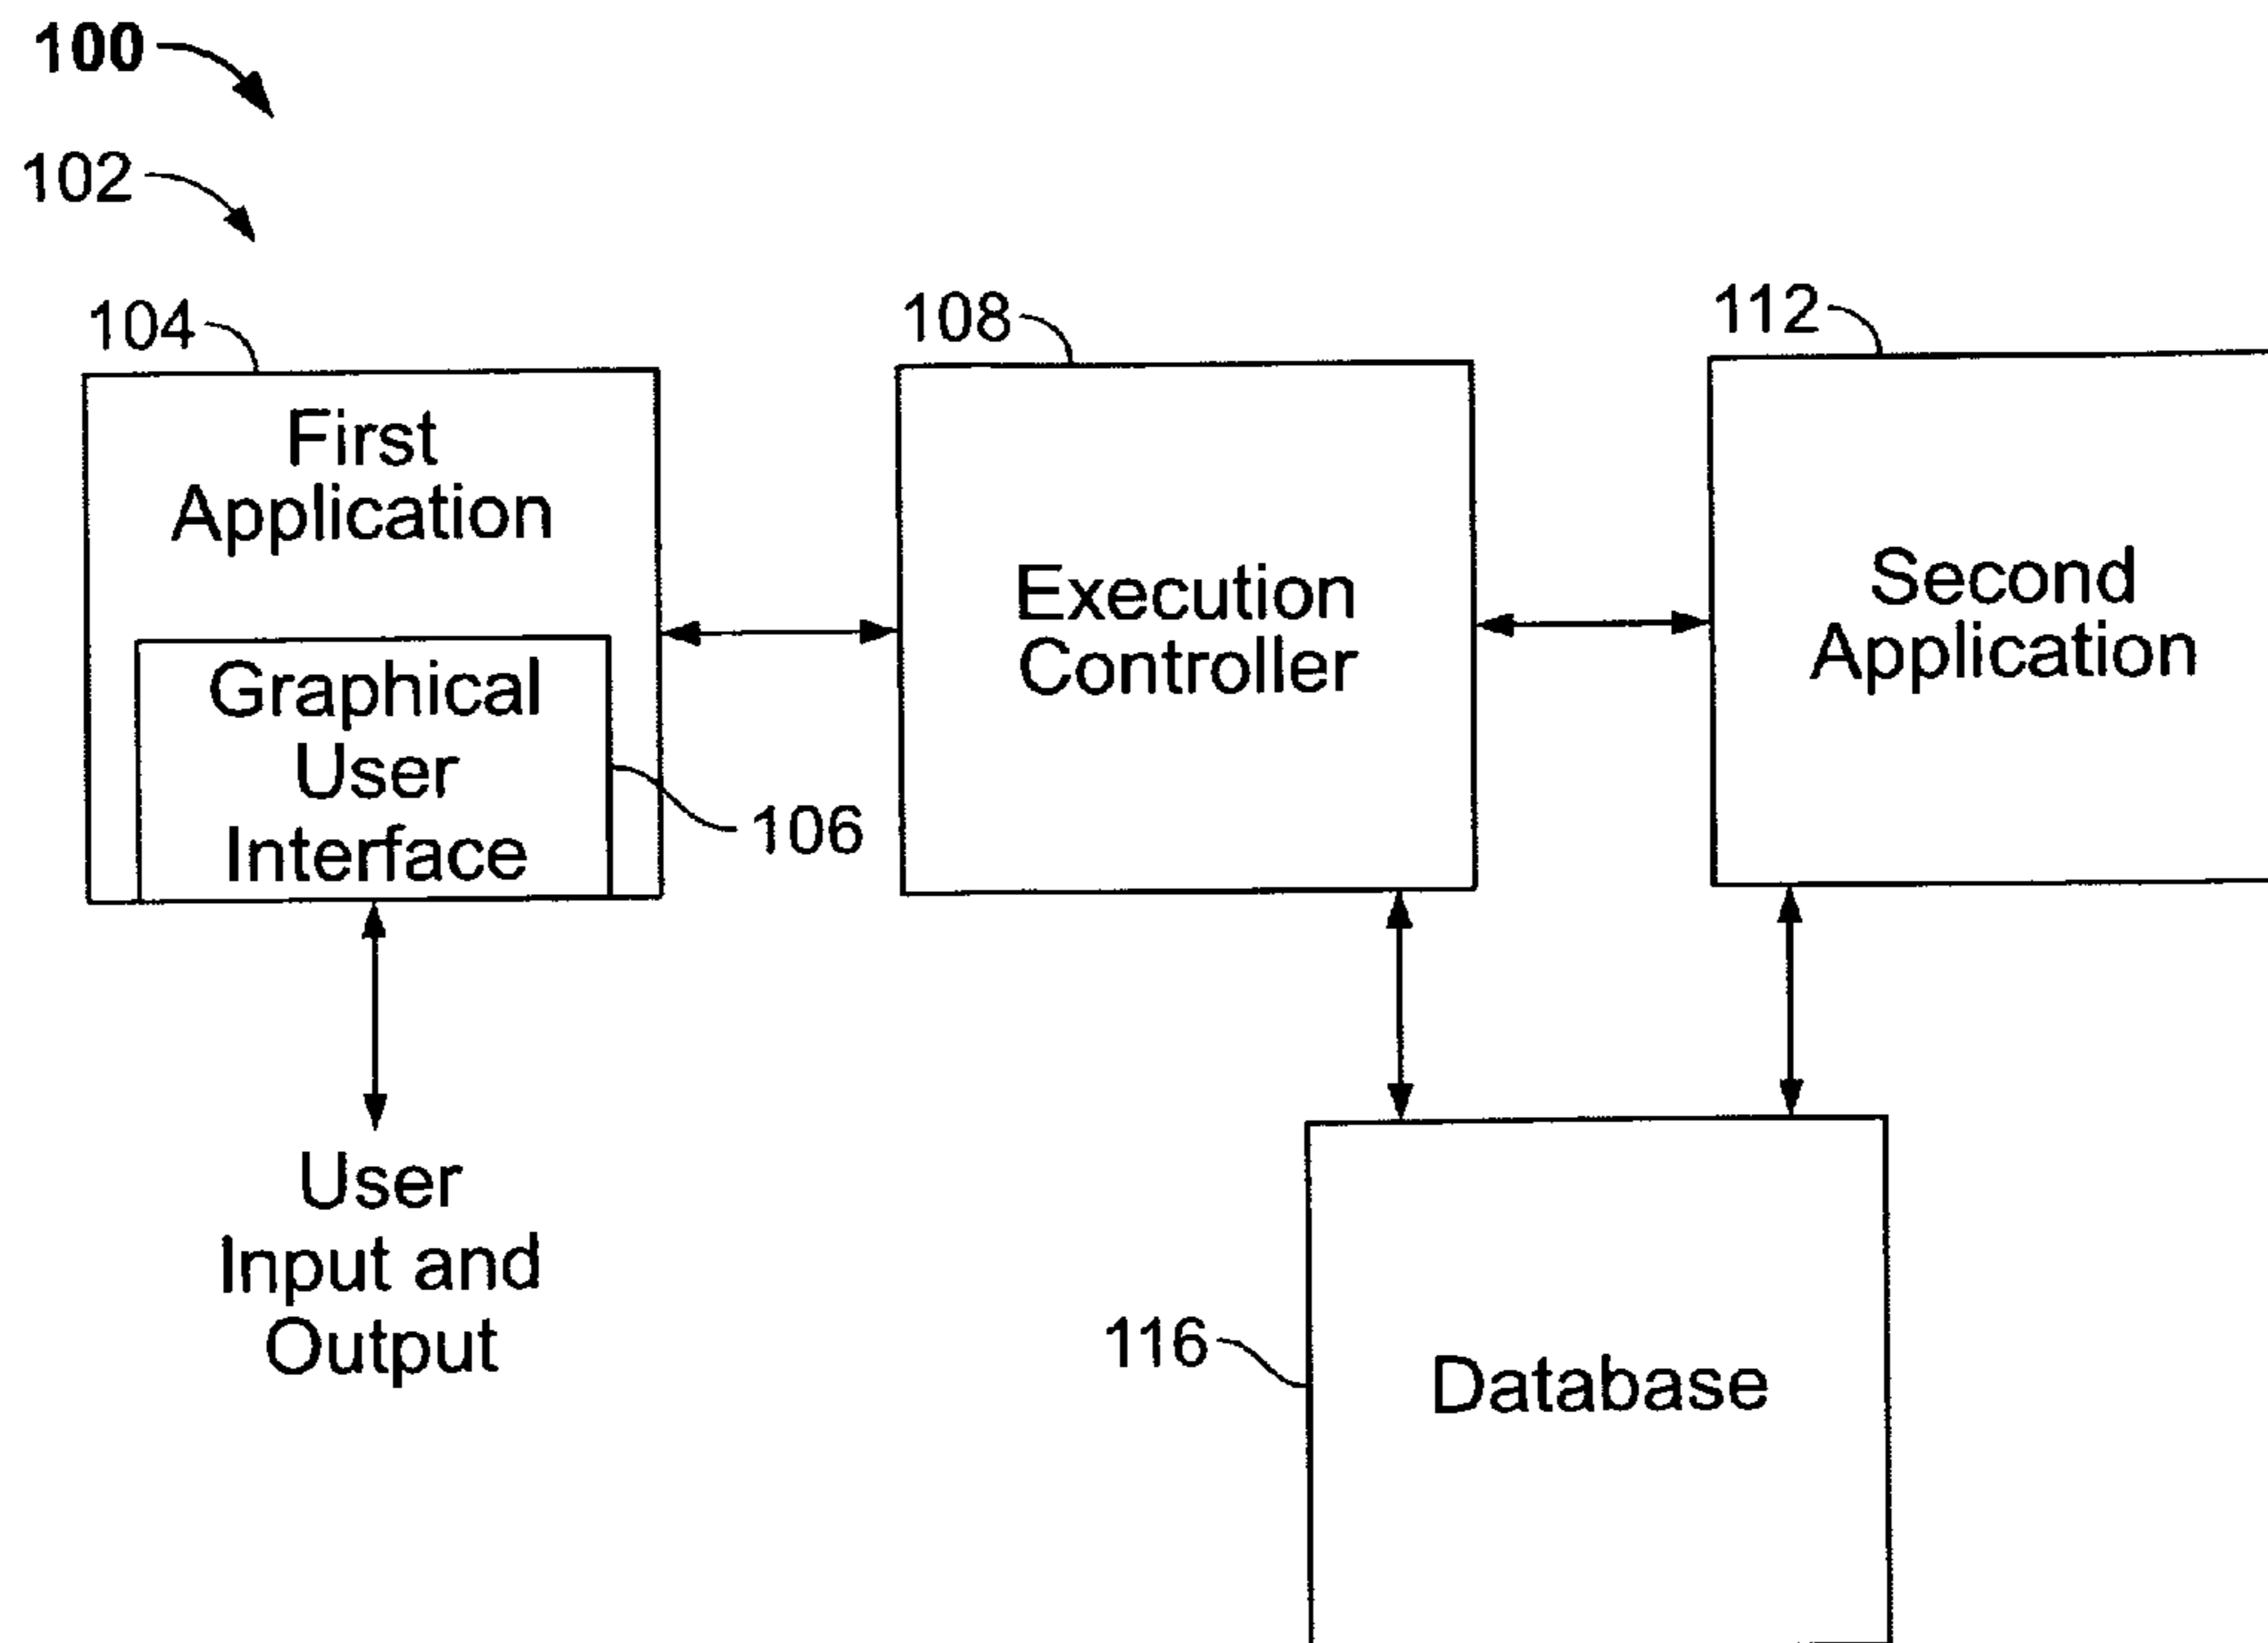 100
102
104
First
Application
Graphical
User
Interface
106
User
Input and
Output
108
Execution
Controller
112
Second
Application
116
Database